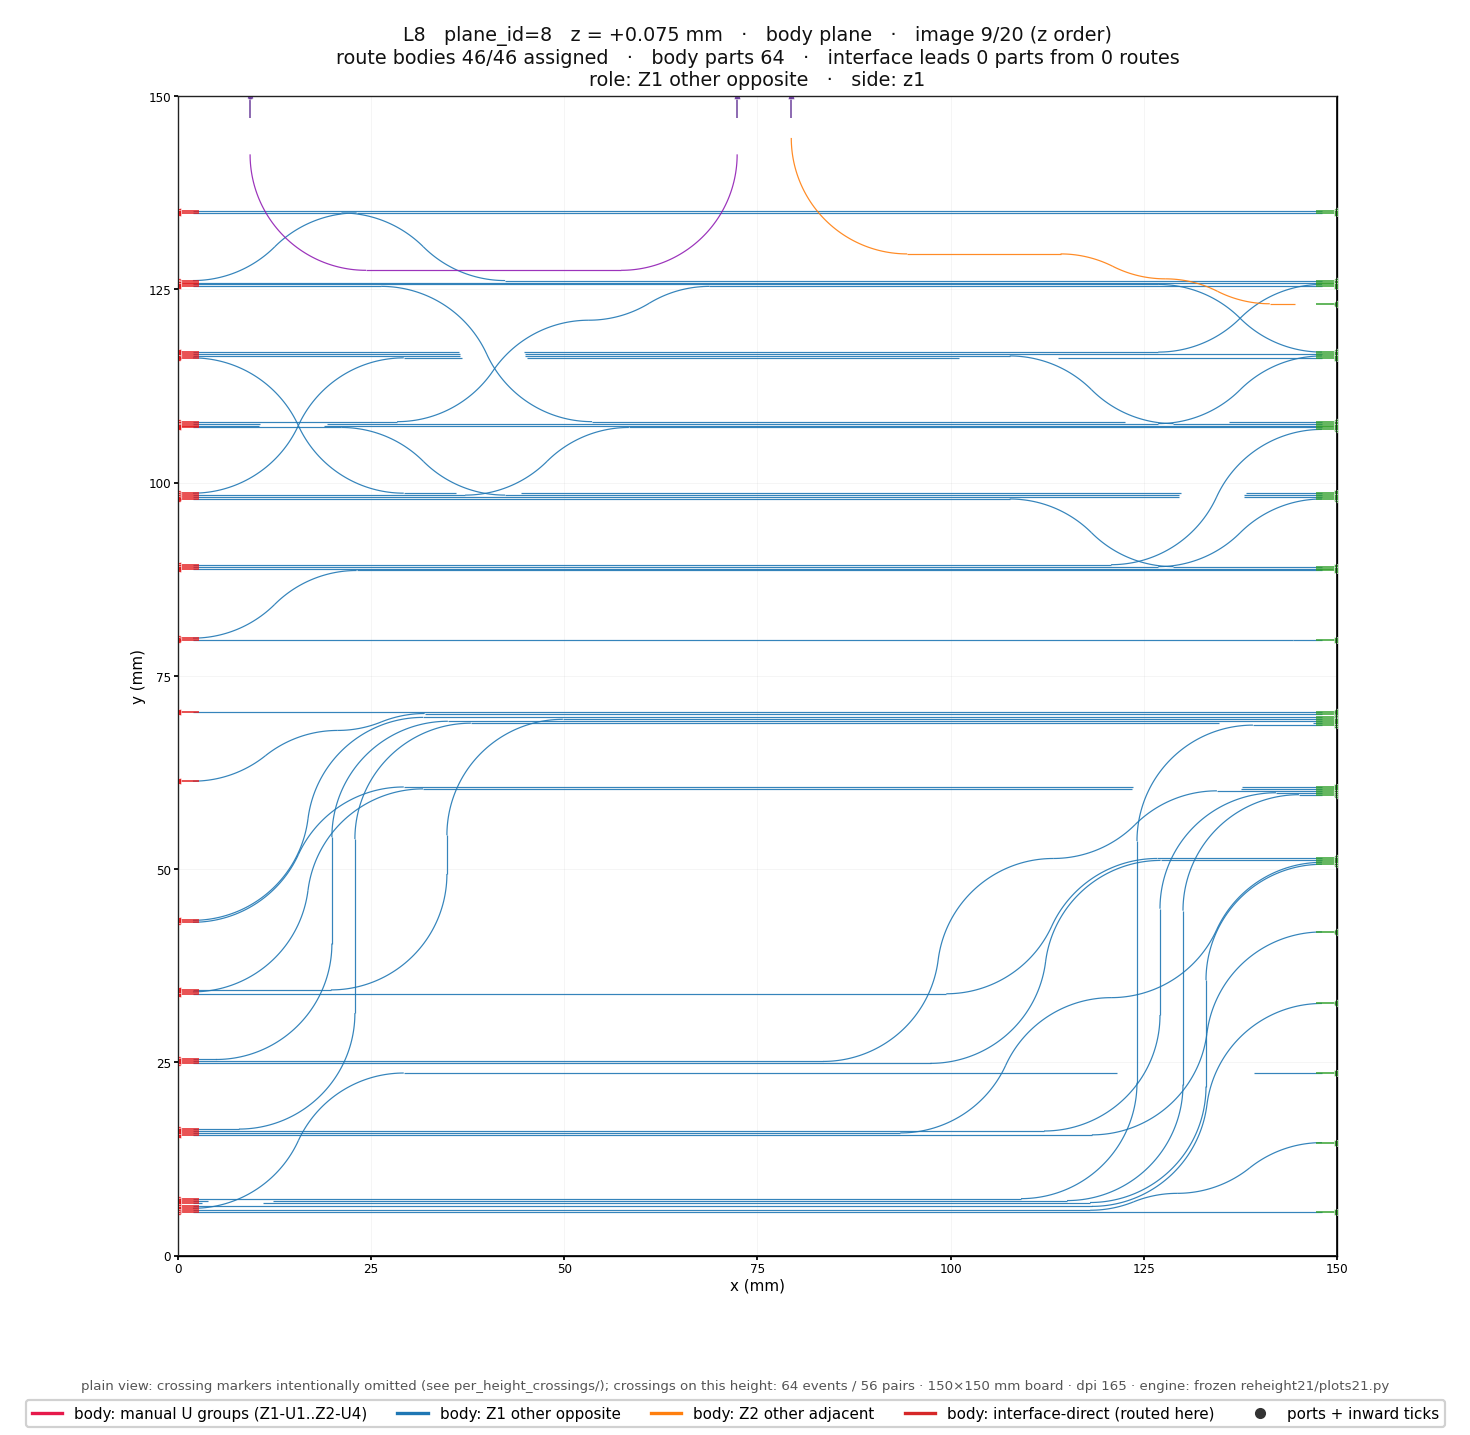 L8   plane_id=8   z = +0.075 mm   ·   body plane   ·   image 9/20 (z order)
route bodies 46/46 assigned   ·   body parts 64   ·   interface leads 0 parts from 0 routes
role: Z1 other opposite   ·   side: z1
150
125
100
75
50
25
0
y (mm)
0 25 50 75 100 125 150
x (mm)
plain view: crossing markers intentionally omitted (see per_height_crossings/); crossings on this height: 64 events / 56 pairs · 150×150 mm board · dpi 165 · engine: frozen reheight21/plots21.py
body: manual U groups (Z1-U1..Z2-U4) body: Z1 other opposite body: Z2 other adjacent body: interface-direct (routed here) ports + inward ticks